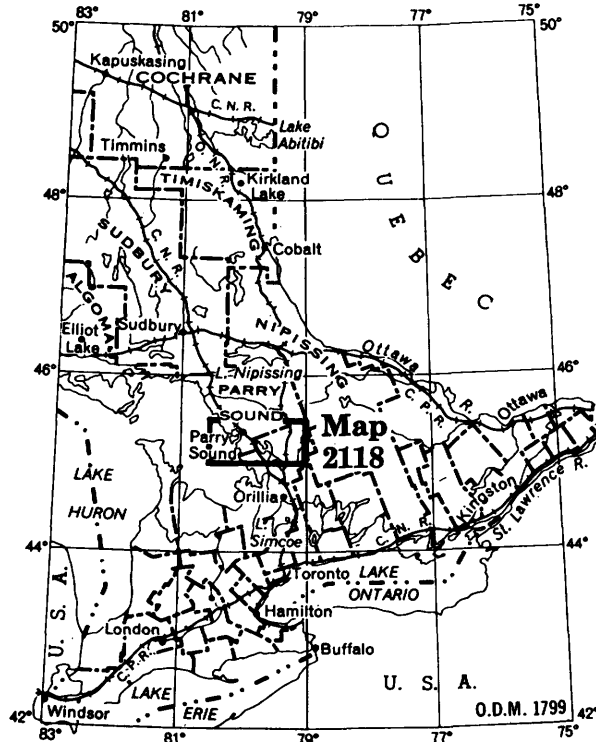 50°
81°
79°
77°
75°
50°
Kapuskasing
COCHRANE
C. N. R.
Lake
Abitibi
Timmins
O. N. R.
Kirkland
Lake
TIMISKAMING
QUEBEC
48°
48°
SUDBURY
C. N. R.
Cobalt
ALGOMA
Elliot
Lake
Sudbury
NIPISSING
Ottawa
R.
C. P. R.
Ottawa
46°
46°
L. Nipissing
PARRY
SOUND
Parry
Sound
Map
2118
LAKE
HURON
Orillia
L.
Simcoe
Kingston
St. Lawrence R.
C. N. R.
44°
44°
Toronto
LAKE
ONTARIO
Hamilton
U. S. A.
London
C. P. R.
Buffalo
LAKE
ERIE
U. S. A.
Windsor
O.D.M. 1799
42°
83°
81°
79°
77°
75°
42°